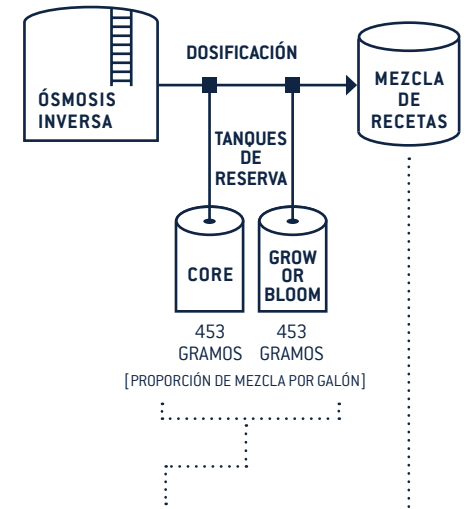 DOSIFICACIÓN
ÓSMOSIS
INVERSA
MEZCLA
DE
RECETAS
TANQUES
DE
RESERVA
CORE
GROW
OR
BLOOM
453
GRAMOS
453
GRAMOS
[PROPORCIÓN DE MEZCLA POR GALÓN]